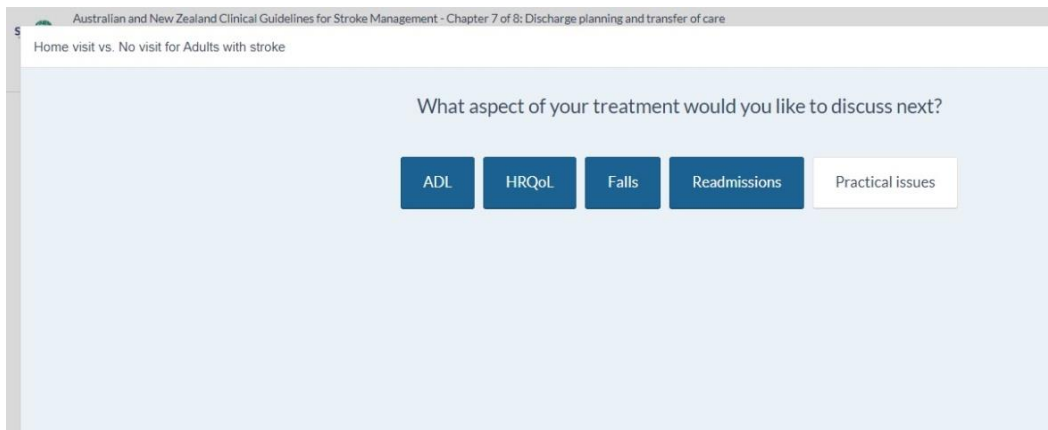 Australian and New Zealand Clinical Guidelines for Stroke Management - Chapter 7 of 8: Discharge planning and transfer of care
S
Home visit vs. No visit for Adults with stroke
What aspect of your treatment would you like to discuss next?
ADL HRQoL Falls Readmissions Practical issues